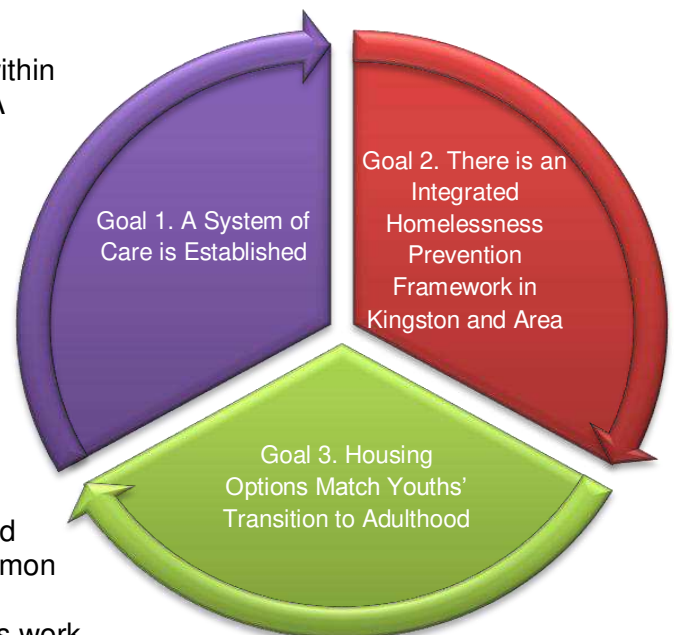 ithin
Goal 1. A System of
Care is Established
Goal 2. There is an
Integrated
Homelessness
Prevention
Framework in
Kingston and Area
Goal 3. Housing
Options Match Youths’
Transition to Adulthood
d
mon
work